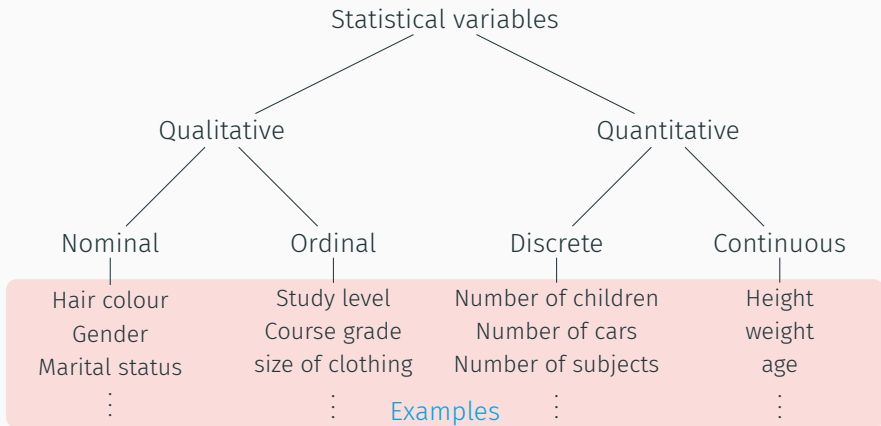 Statistical variables
Qualitative
Quantitative
Nominal
Ordinal
Discrete
Continuous
Hair colour
Study level
Number of children
Height
Gender
Course grade
Number of cars
weight
Marital status
size of clothing
Number of subjects
age
⋮
⋮
⋮
⋮
Examples